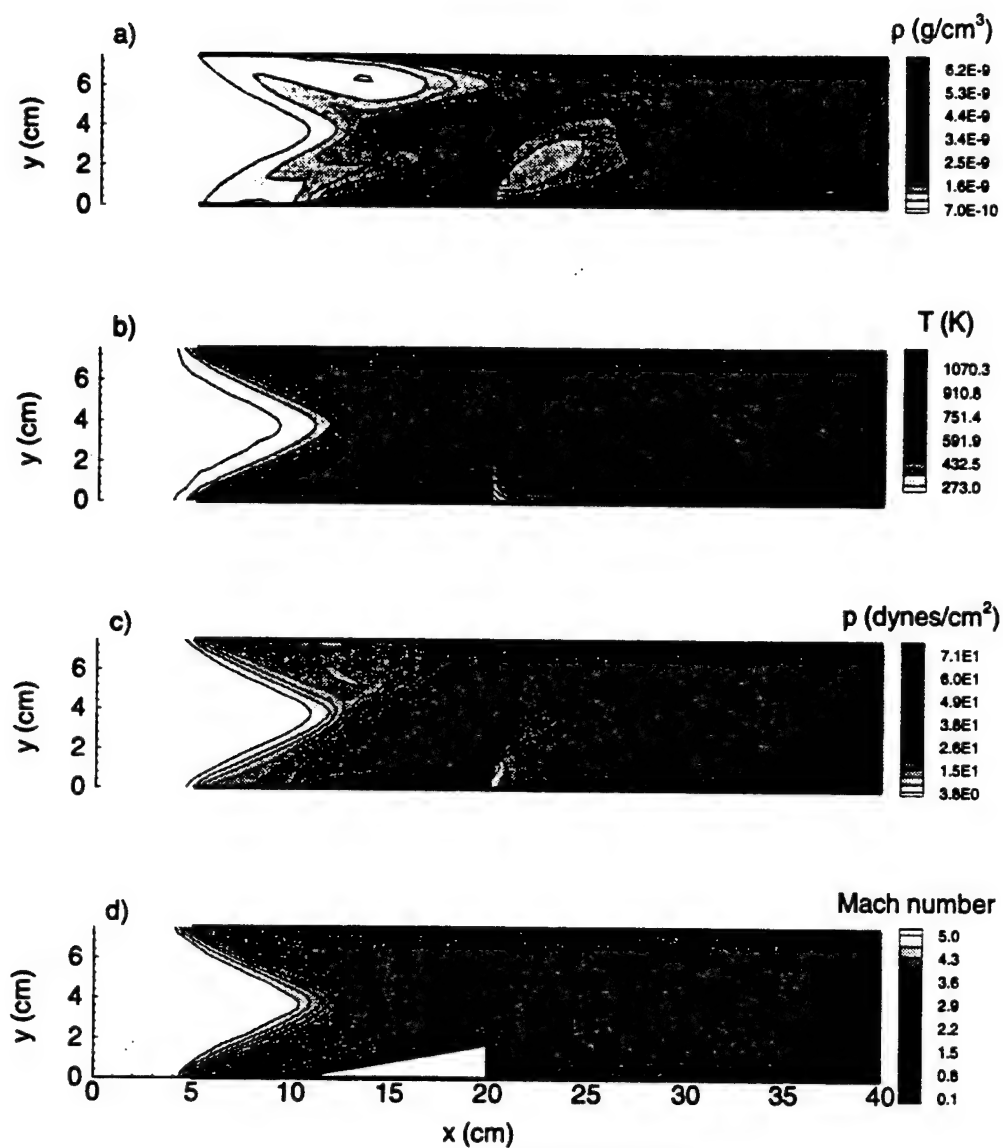 a)
ρ (g/cm³)
y (cm)
6
4
2
0
6.2E-9
5.3E-9
4.4E-9
3.4E-9
2.5E-9
1.6E-9
7.0E-10
b)
T (K)
y (cm)
6
4
2
0
1070.3
910.8
751.4
591.9
432.5
273.0
c)
p (dynes/cm²)
y (cm)
6
4
2
0
7.1E1
6.0E1
4.9E1
3.8E1
2.6E1
1.5E1
3.8E0
d)
Mach number
y (cm)
6
4
2
0
5.0
4.3
3.6
2.9
2.2
1.5
0.8
0.1
0 5 10 15 20 25 30 35 40
x (cm)